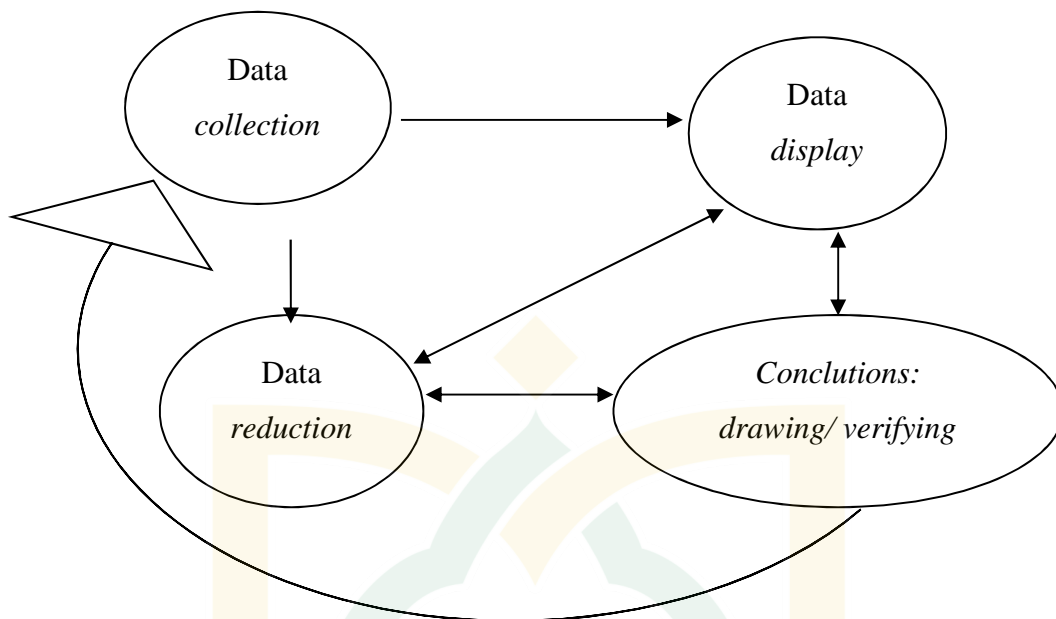 Data
collection
Data
display
Data
reduction
Conclutions:
drawing/ verifying